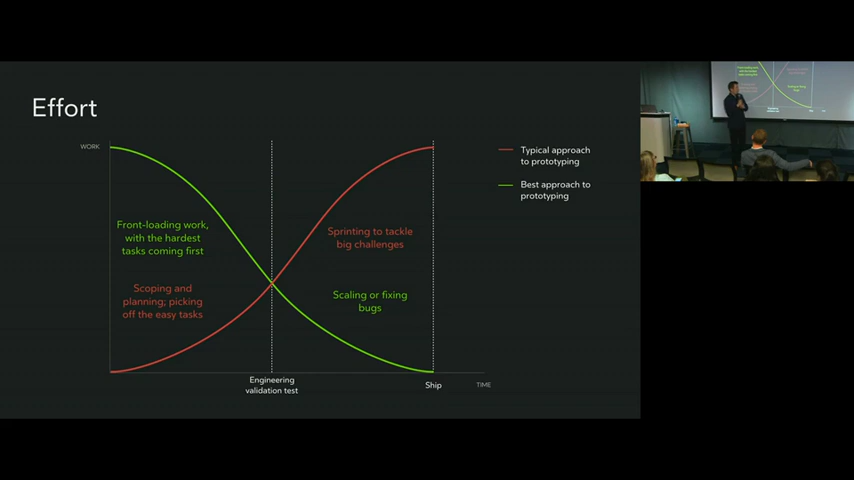 Effort
WORK
Typical approach
to prototyping
Best approach to
prototyping
Front-loading work,
with the hardest
tasks coming first
Sprinting to tackle
big challenges
Scoping and
planning; picking
off the easy tasks
Scaling or fixing
bugs
Engineering
validation test
Ship
TIME